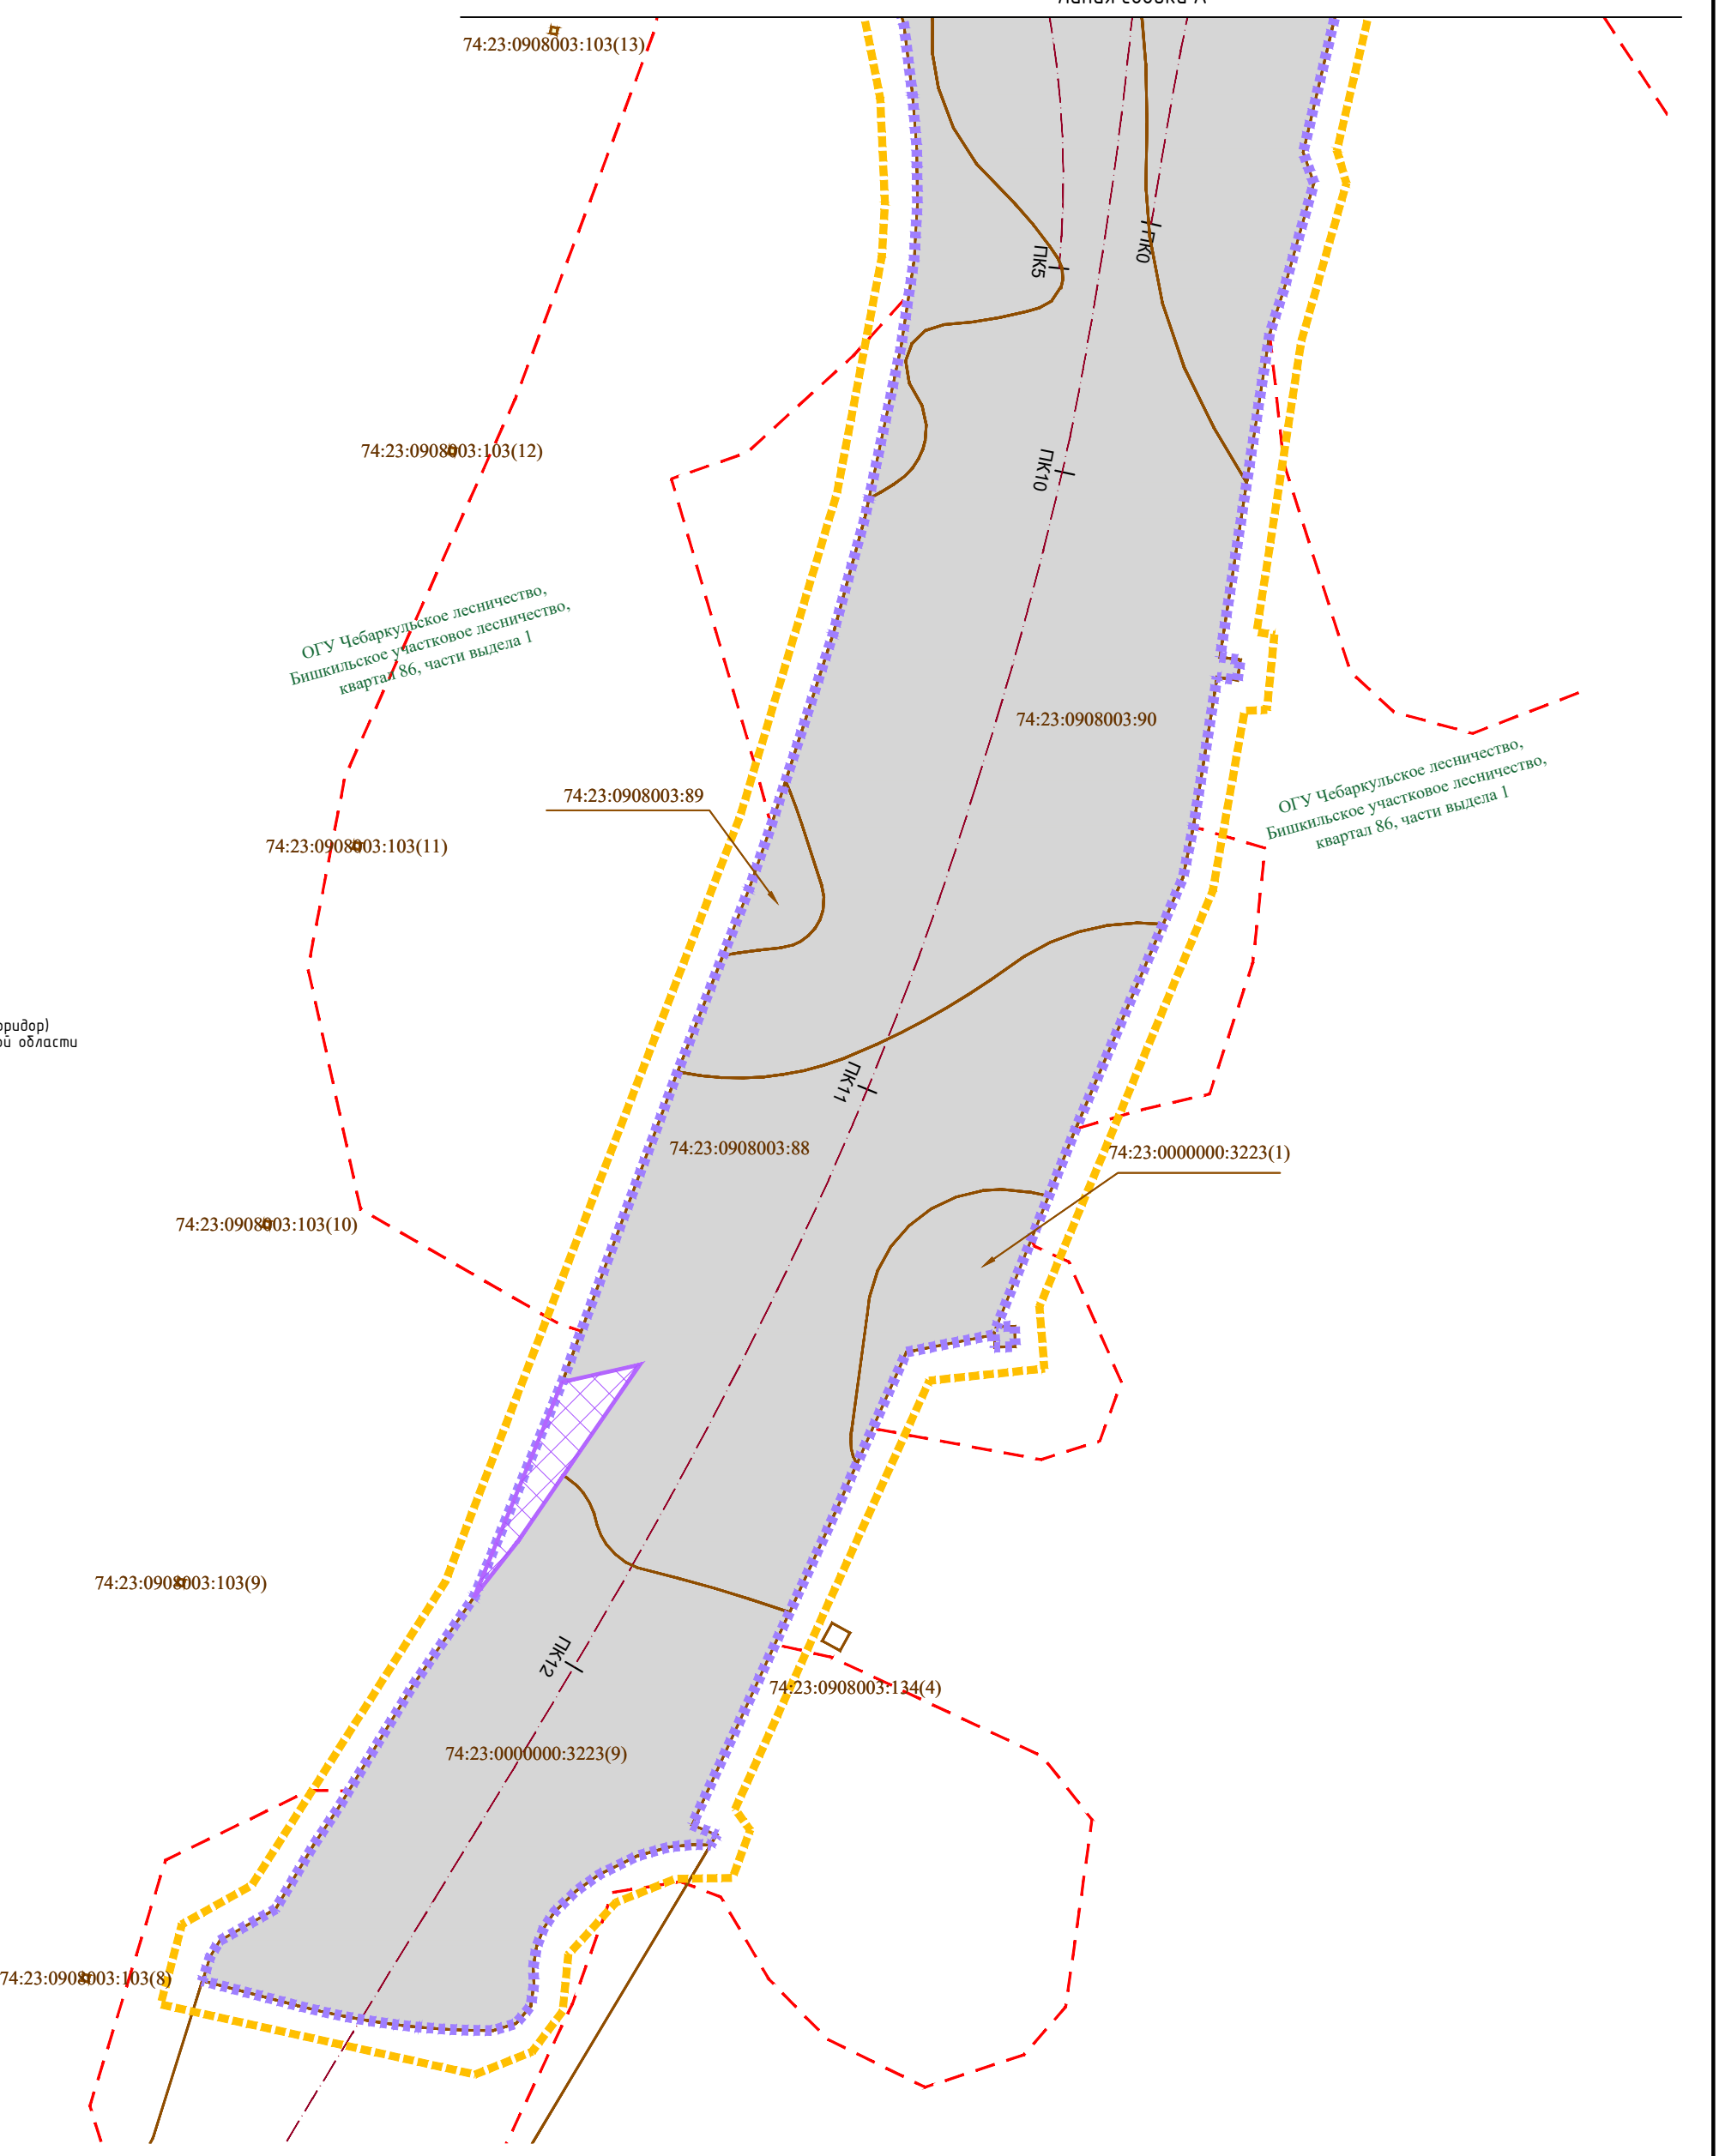 74:23:0908003:103(13)
ПК5
ПК0
74:23:0908003:103(12)
ПК10
ОГУ Чебаркульское лесничество,
Бишкильское участковое лесничество,
квартал 86, части выдела 1
74:23:0908003:90
ОГУ Чебаркульское лесничество,
Бишкильское участковое лесничество,
квартал 86, части выдела 1
74:23:0908003:89
74:23:0908003:103(11)
области
ПК11
74:23:0908003:88
74:23:0000000:3223(1)
74:23:0908003:103(10)
74:23:0908003:103(9)
ПК12
74:23:0908003:134(4)
74:23:0000000:3223(9)
74:23:0908003:103(8)